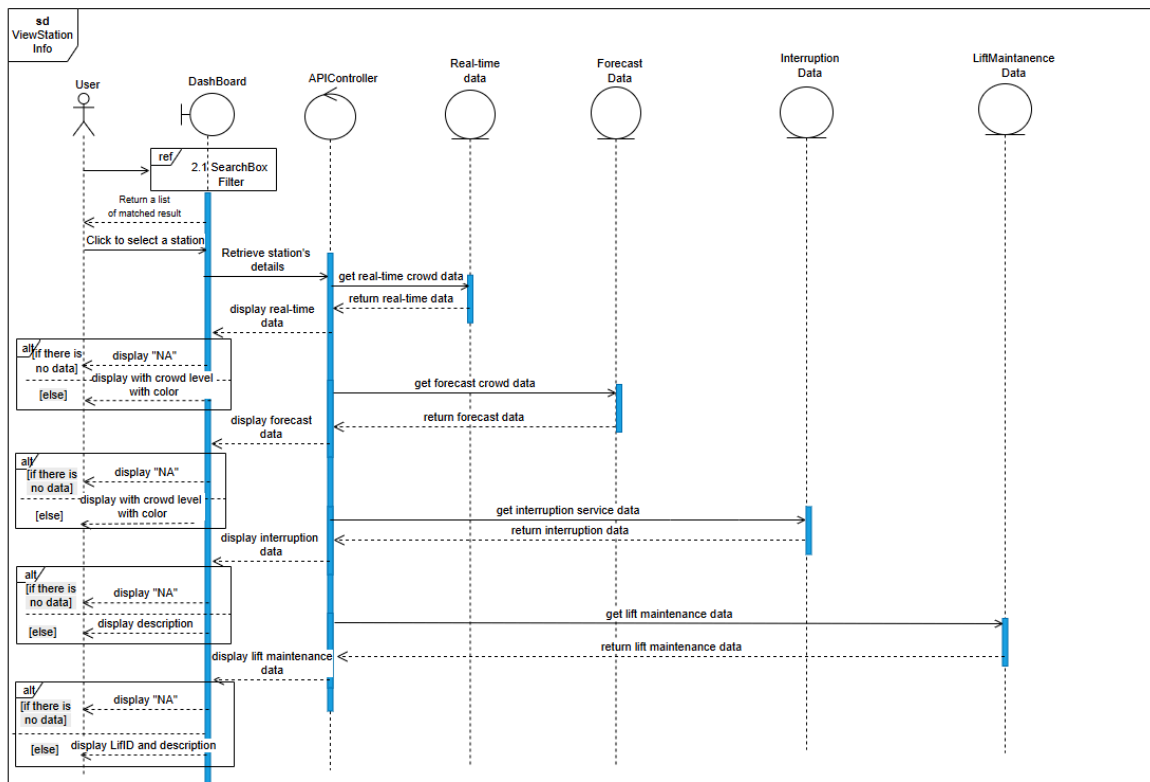 sd
ViewStation
Info
User
DashBoard
APIController
Real-time
data
Forecast
Data
Interruption
Data
LiftMaintanence
Data
ref
2.1 SearchBox
Filter
Return a list
of matched result
Click to select a station
Retrieve station's
details
get real-time crowd data
return real-time data
display real-time
data
alt
[if there is
no data]
display "NA"
display with crowd level
with color
[else]
get forecast crowd data
return forecast data
display forecast
data
alt
[if there is
no data]
display "NA"
display with crowd level
with color
[else]
get interruption service data
return interruption data
display interruption
data
alt
[if there is
no data]
display "NA"
[else]
display description
get lift maintenance data
return lift maintenance data
display lift maintenance
data
alt
[if there is
no data]
display "NA"
[else]
display LifID and description